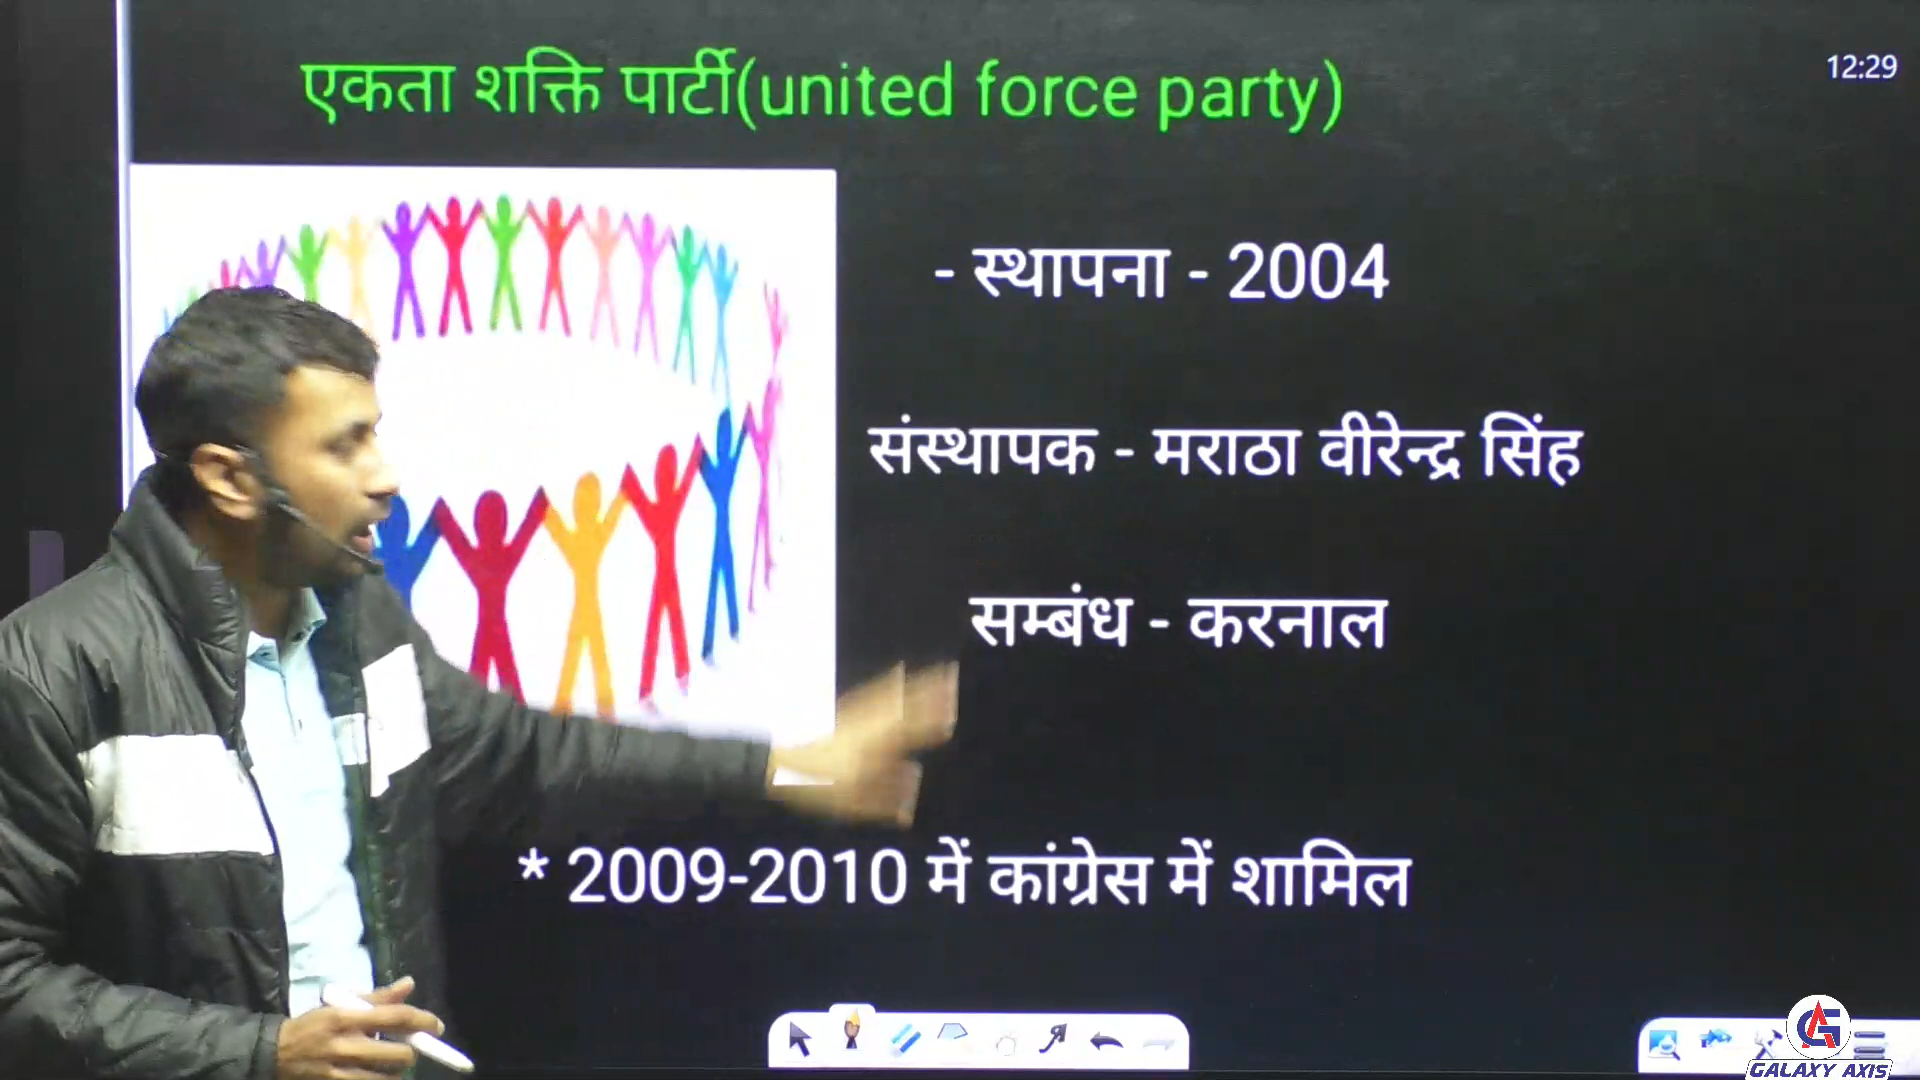 एकता शक्ति पार्टी(united force party)
12:29
- स्थापना - 2004
संस्थापक - मराठा वीरेन्द्र सिंह
सम्बंध - करनाल
* 2009-2010 में कांग्रेस में शामिल
GALAXY AXIS